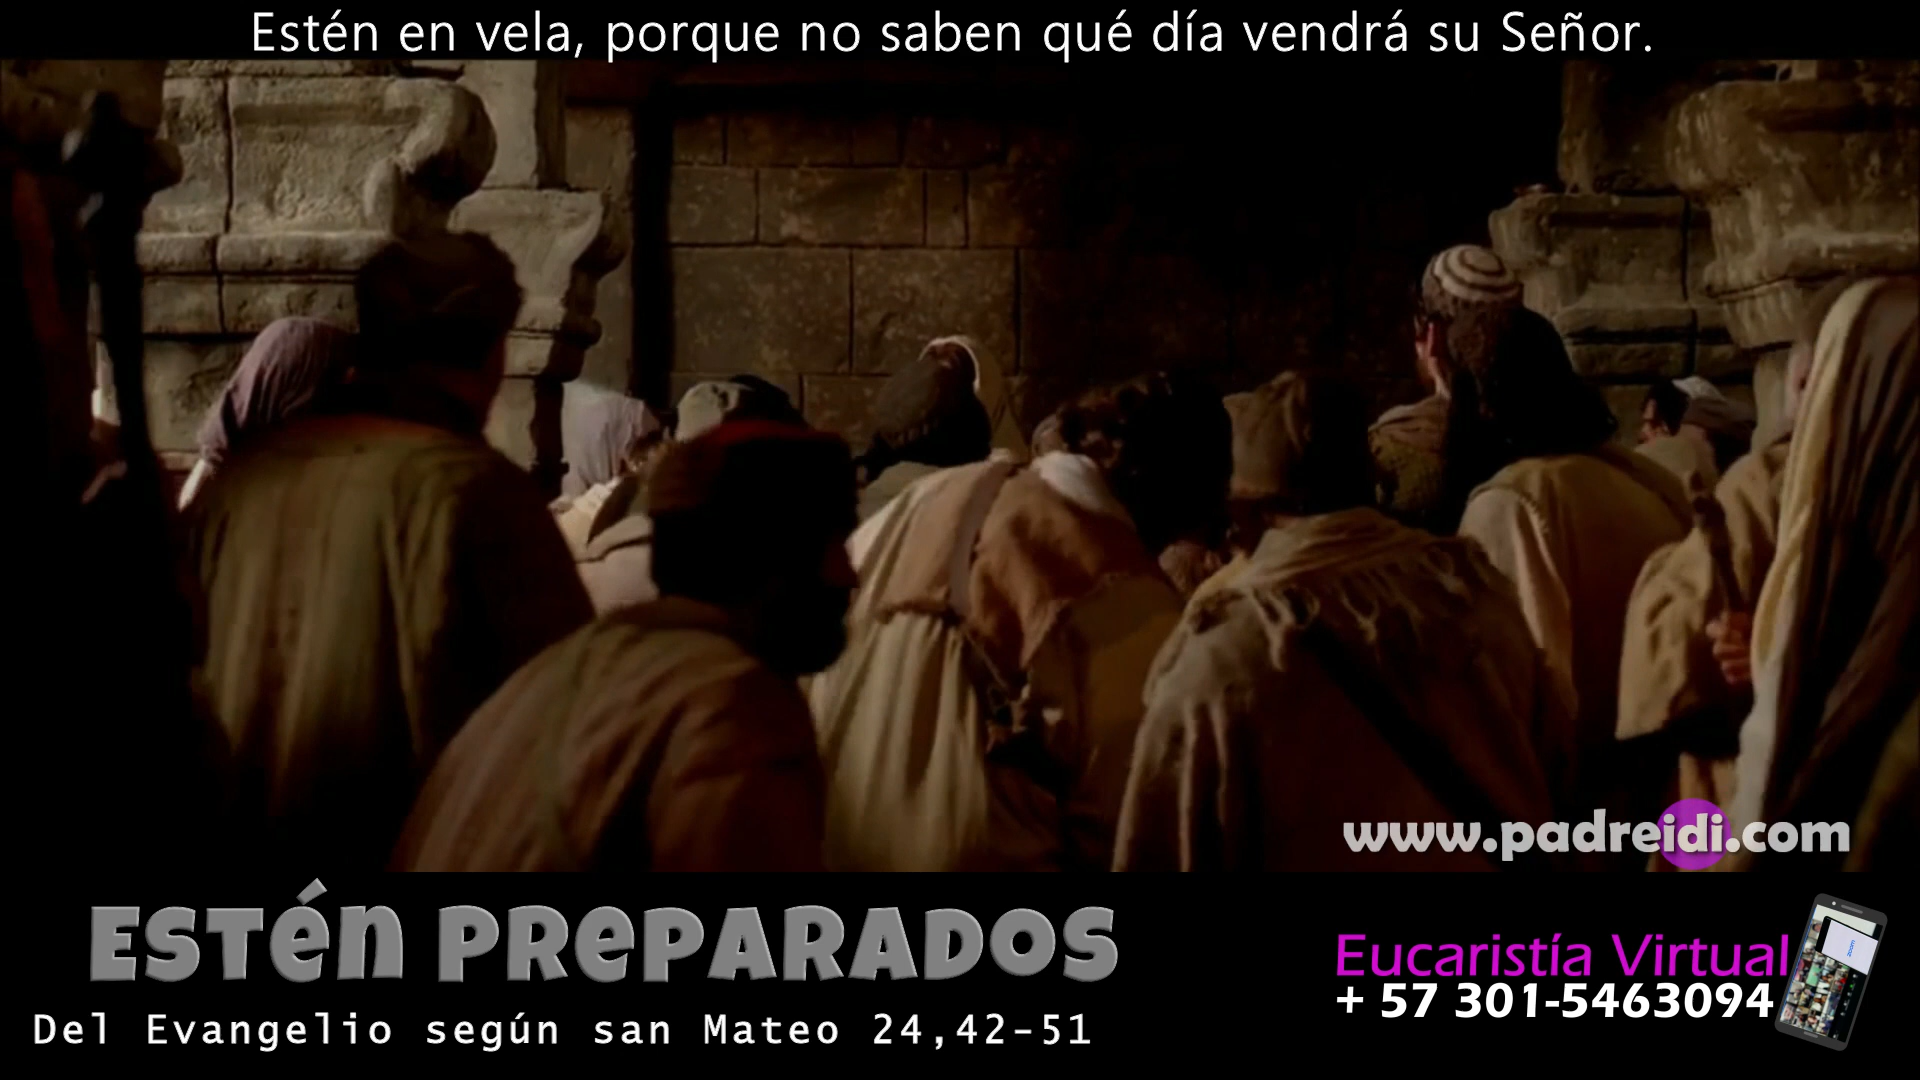 Estén en vela, porque no saben qué día vendrá su Señor.
www.padreidi.com
Estén preparados
Del Evangelio según san Mateo 24,42-51
Eucaristía Virtual
+ 57 301-5463094
zoom